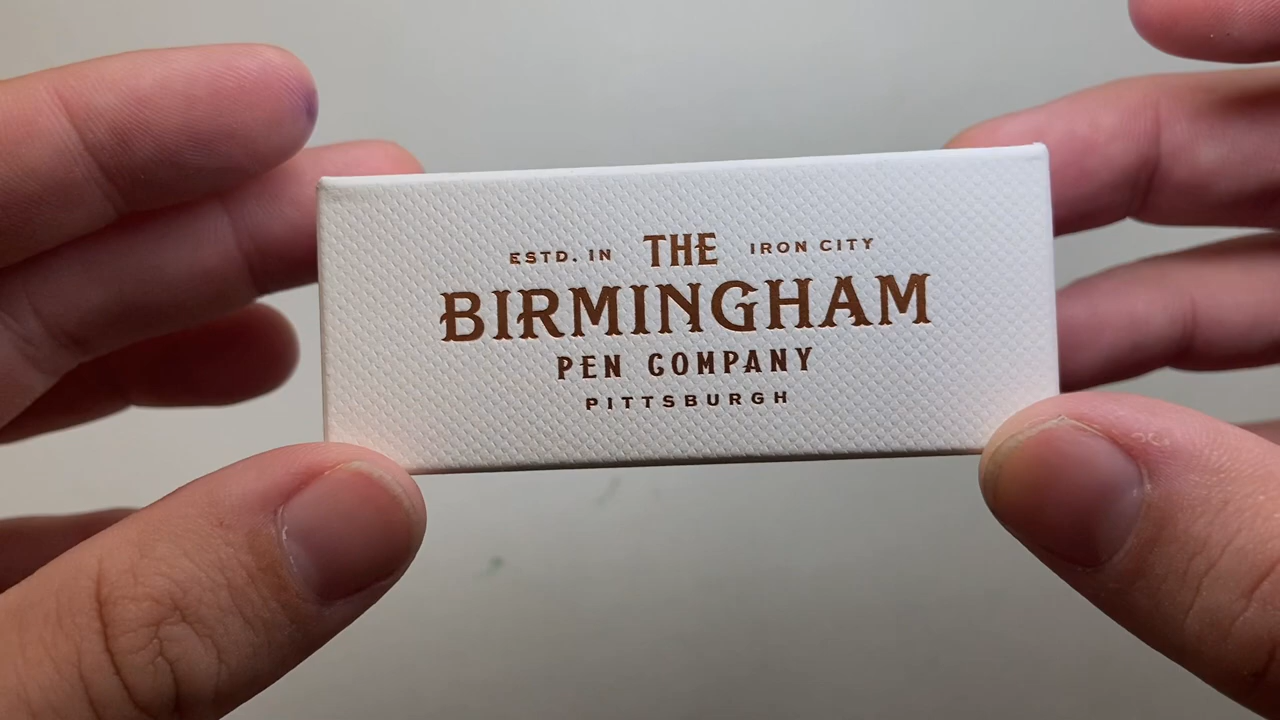 ESTD. IN THE IRON CITY
BIRMINGHAM
PEN COMPANY
PITTSBURGH